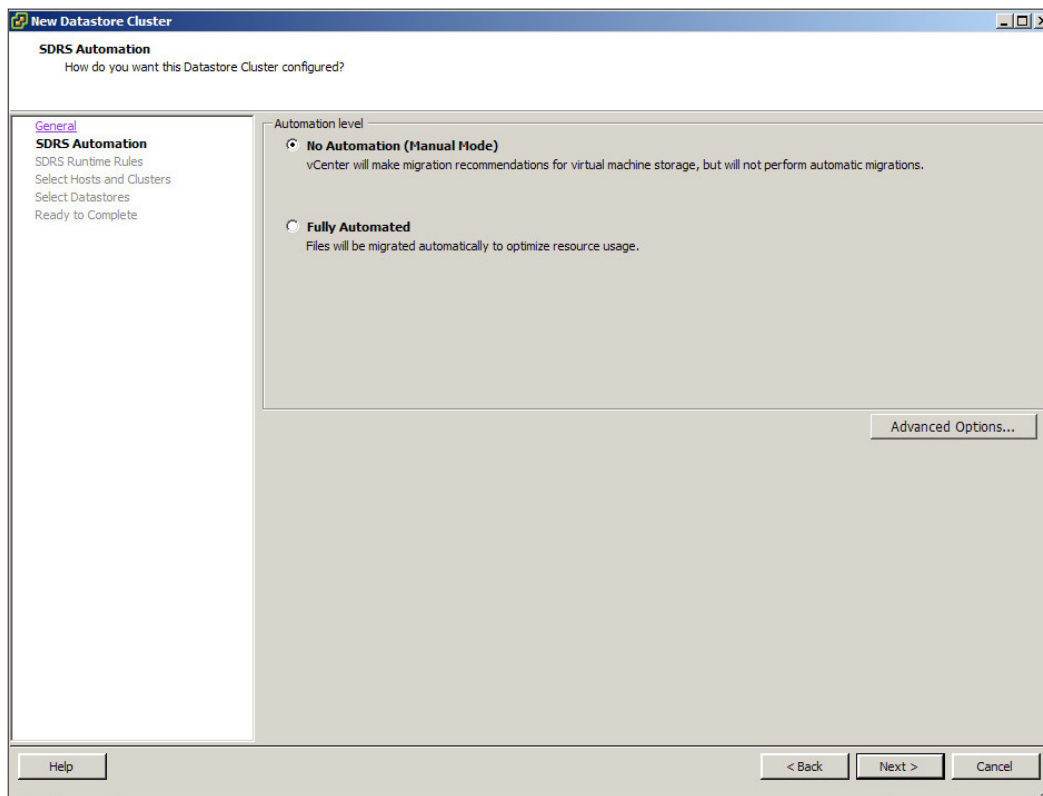 New Datastore Cluster
SDRS Automation
How do you want this Datastore Cluster configured?
General
SDRS Automation
SDRS Runtime Rules
Select Hosts and Clusters
Select Datastores
Ready to Complete
Automation level
No Automation (Manual Mode)
vCenter will make migration recommendations for virtual machine storage, but will not perform automatic migrations.
Fully Automated
Files will be migrated automatically to optimize resource usage.
Advanced Options...
Help
< Back
Next >
Cancel